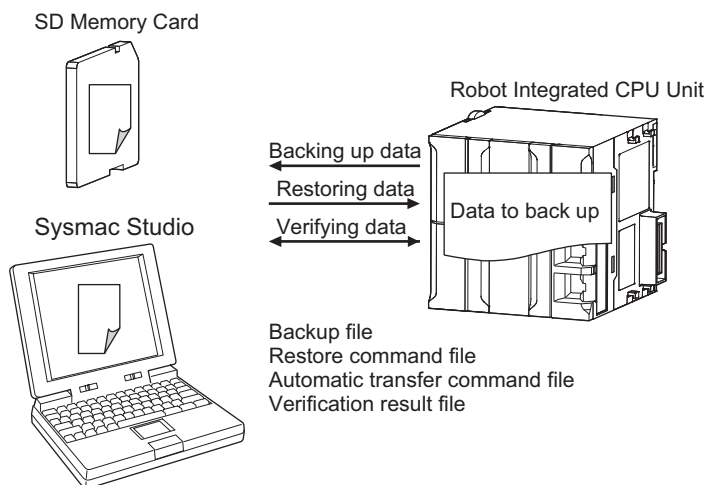 SD Memory Card
Robot Integrated CPU Unit
Backing up data
Restoring data
Verifying data
Data to back up
Sysmac Studio
Backup file
Restore command file
Automatic transfer command file
Verification result file